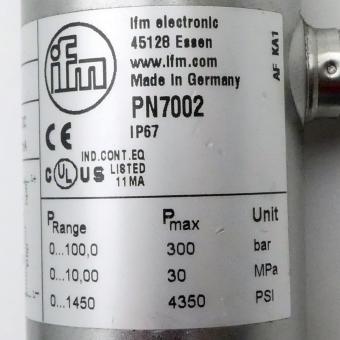 ifm
ifm electronic
45128 Essen
www.ifm.com
Made in Germany
PN7002
IP67
AF KA1
CE
IND.CONT.EQ
C UL US LISTED
11MA
PRange Pmax Unit
0...100,0 300 bar
0...10,00 30 MPa
0...1450 4350 PSI